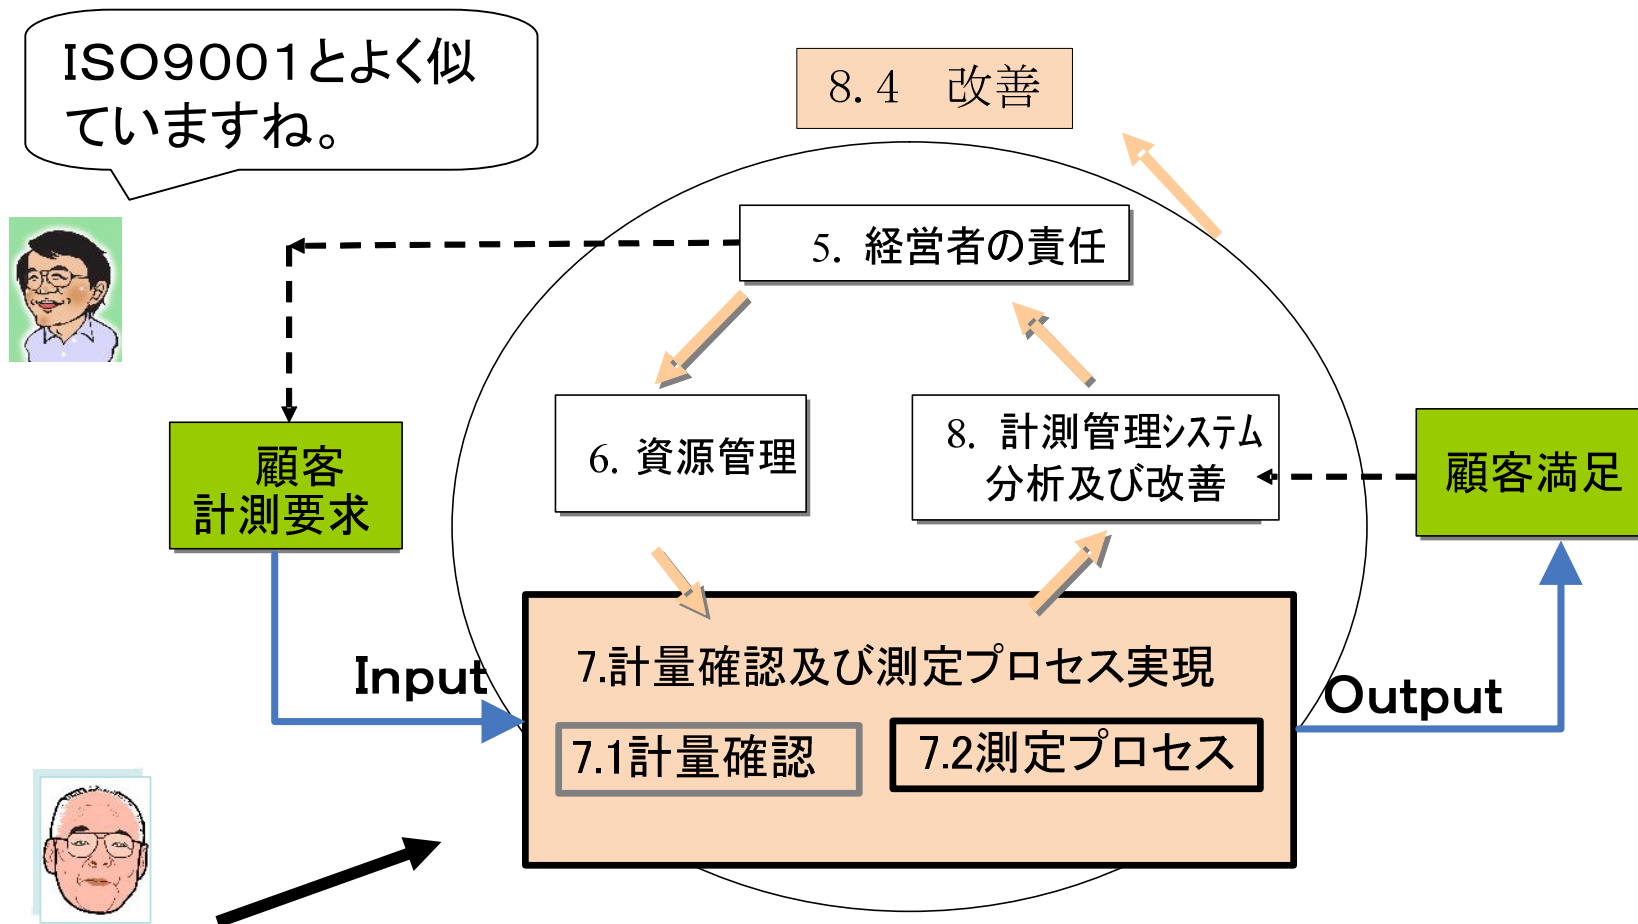 ISO9001とよく似
ていますね。
8.4　改善
5. 経営者の責任
6. 資源管理
8. 計測管理システム
分析及び改善
顧客
計測要求
顧客満足
Input
7.計量確認及び測定プロセス実現
Output
7.1計量確認
7.2測定プロセス